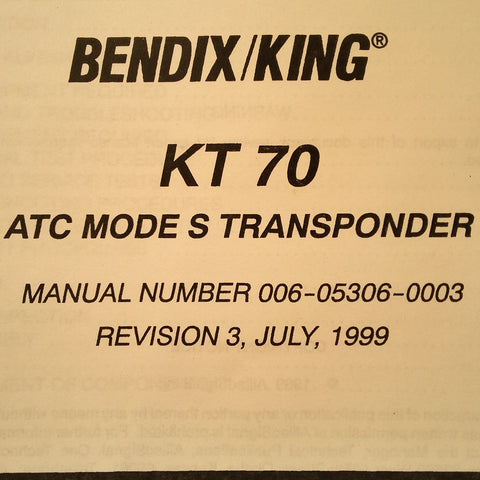 BENDIX/KING®
KT 70
ATC MODE S TRANSPONDER
MANUAL NUMBER 006-05306-0003
REVISION 3, JULY, 1999